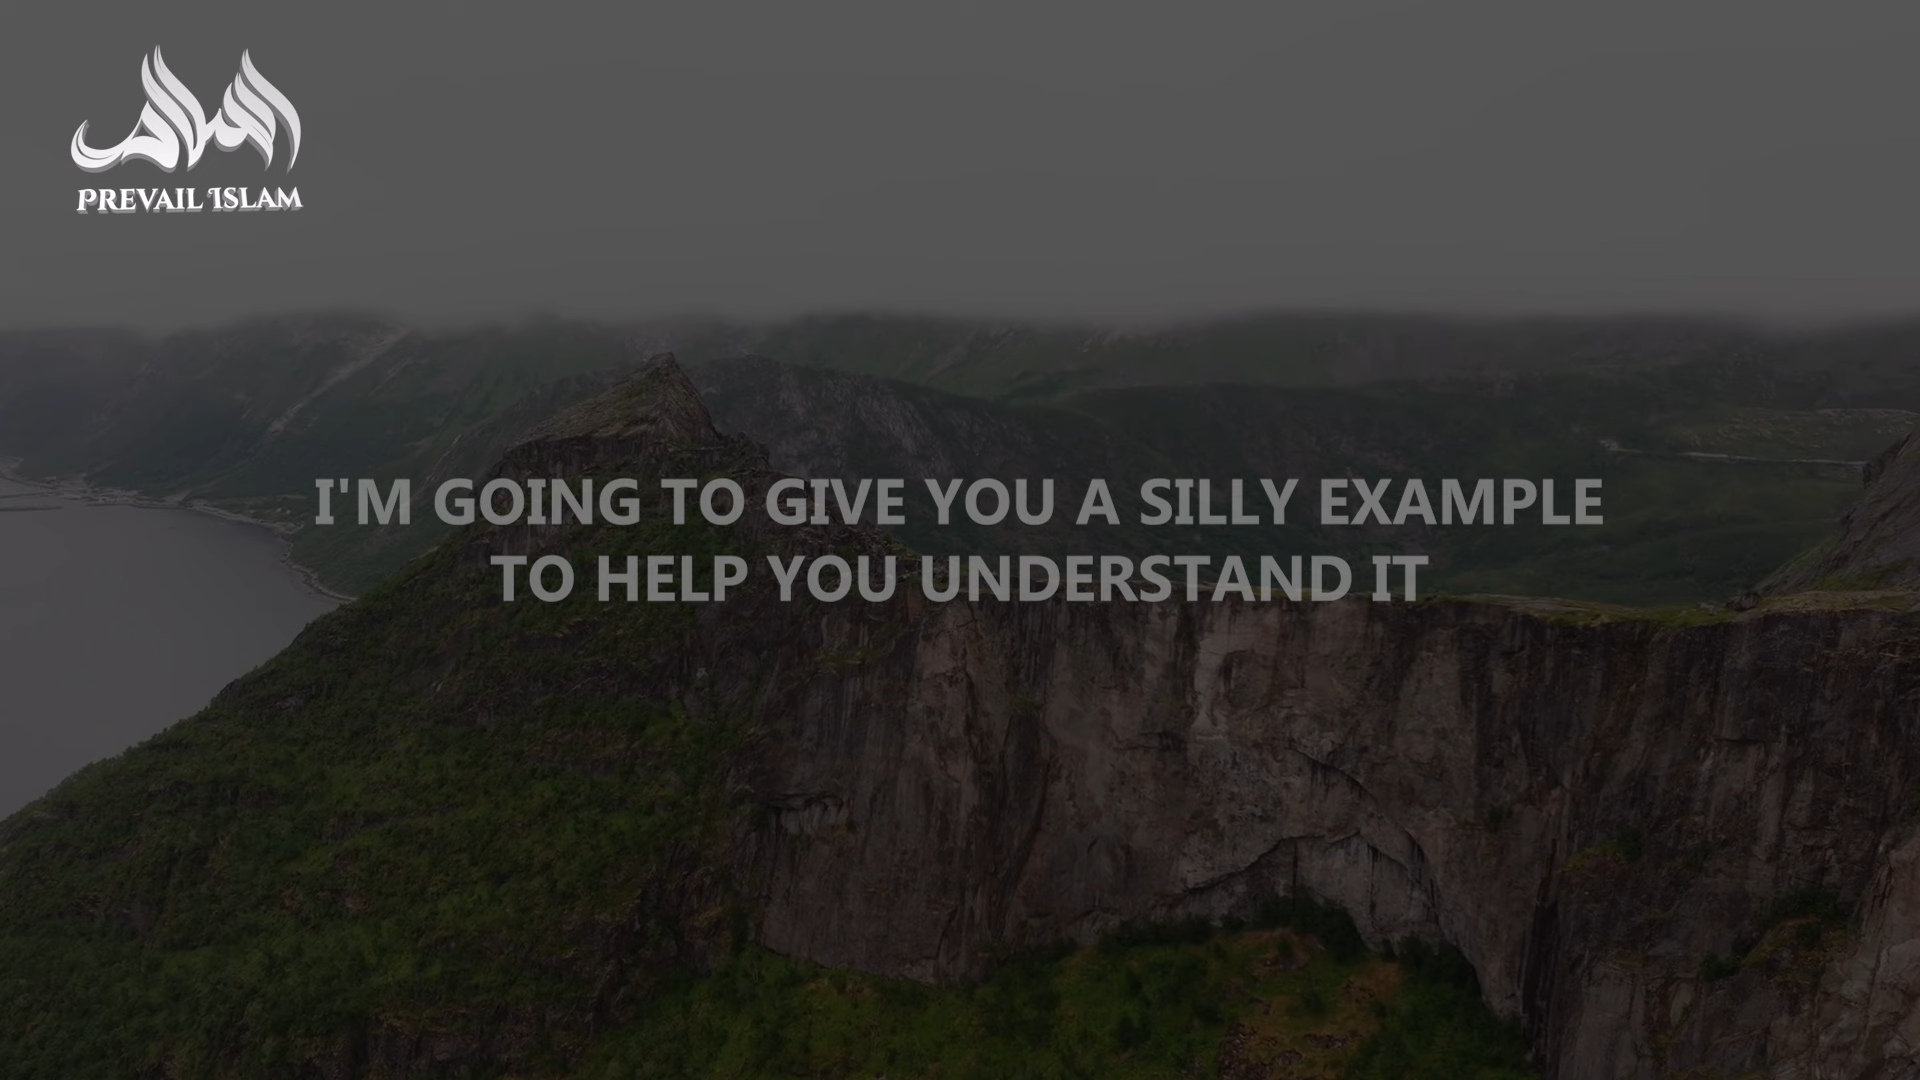 PREVAIL ISLAM
I'M GOING TO GIVE YOU A SILLY EXAMPLE
TO HELP YOU UNDERSTAND IT